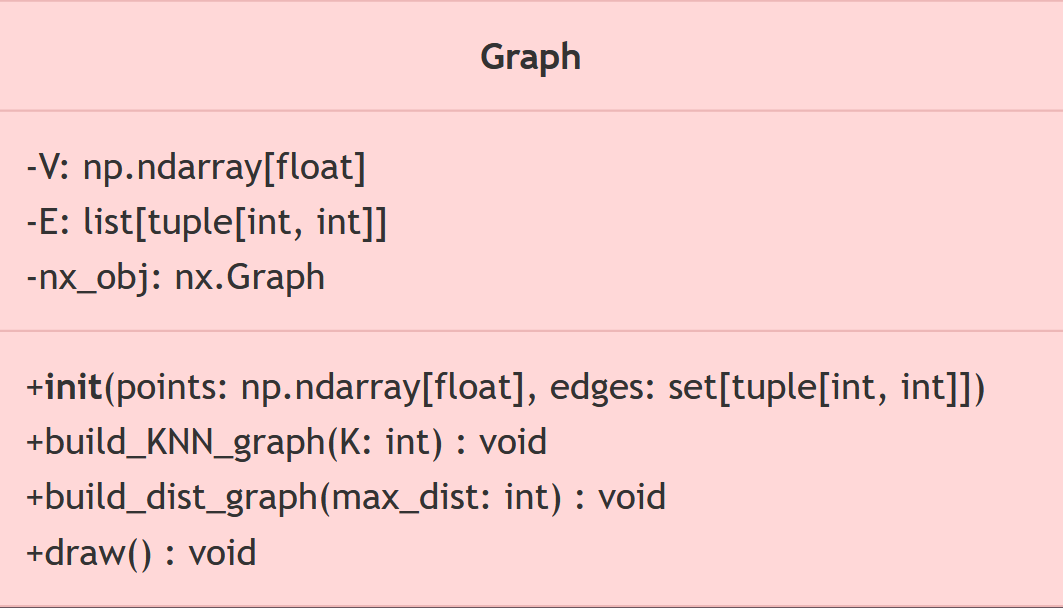 Graph
-V: np.ndarray[float]
-E: list[tuple[int, int]]
-nx_obj: nx.Graph
+init(points: np.ndarray[float], edges: set[tuple[int, int]])
+build_KNN_graph(K: int) : void
+build_dist_graph(max_dist: int) : void
+draw() : void